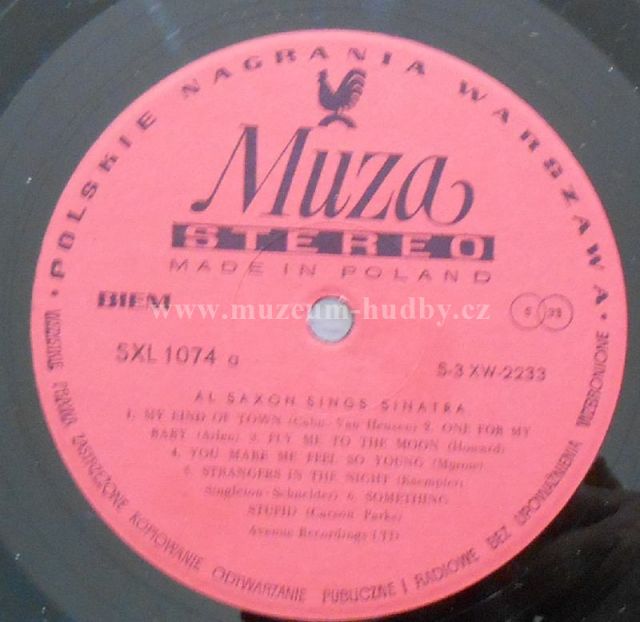 · POLSKIE NAGRANIA WARSZAWA ·
Muza
STEREO
MADE IN POLAND
BIEM
www.muzeum-hudby.cz
S 33
SXL 1074 a
S-3 XW-2233
AL SAXON SINGS SINATRA
1. MY KIND OF TOWN (Cahn- Van Heusen) 2. ONE FOR MY
BABY (Arlen) 3. FLY ME TO THE MOON (Howard)
4. YOU MAKE ME FEEL SO YOUNG (Myrow)
5. STRANGERS IN THE NIGHT (Kaempfer-
Singleton- Schneider) 6. SOMETHING
STUPID (Carson Parks)
Avenue Recordings LTD
WSZELKIE PRAWA ZASTRZEŻONE KOPIOWANIE ODTWARZANIE PUBLICZNE I RADIOWE BEZ UPOWAŻNIENIA WZBRONIONE